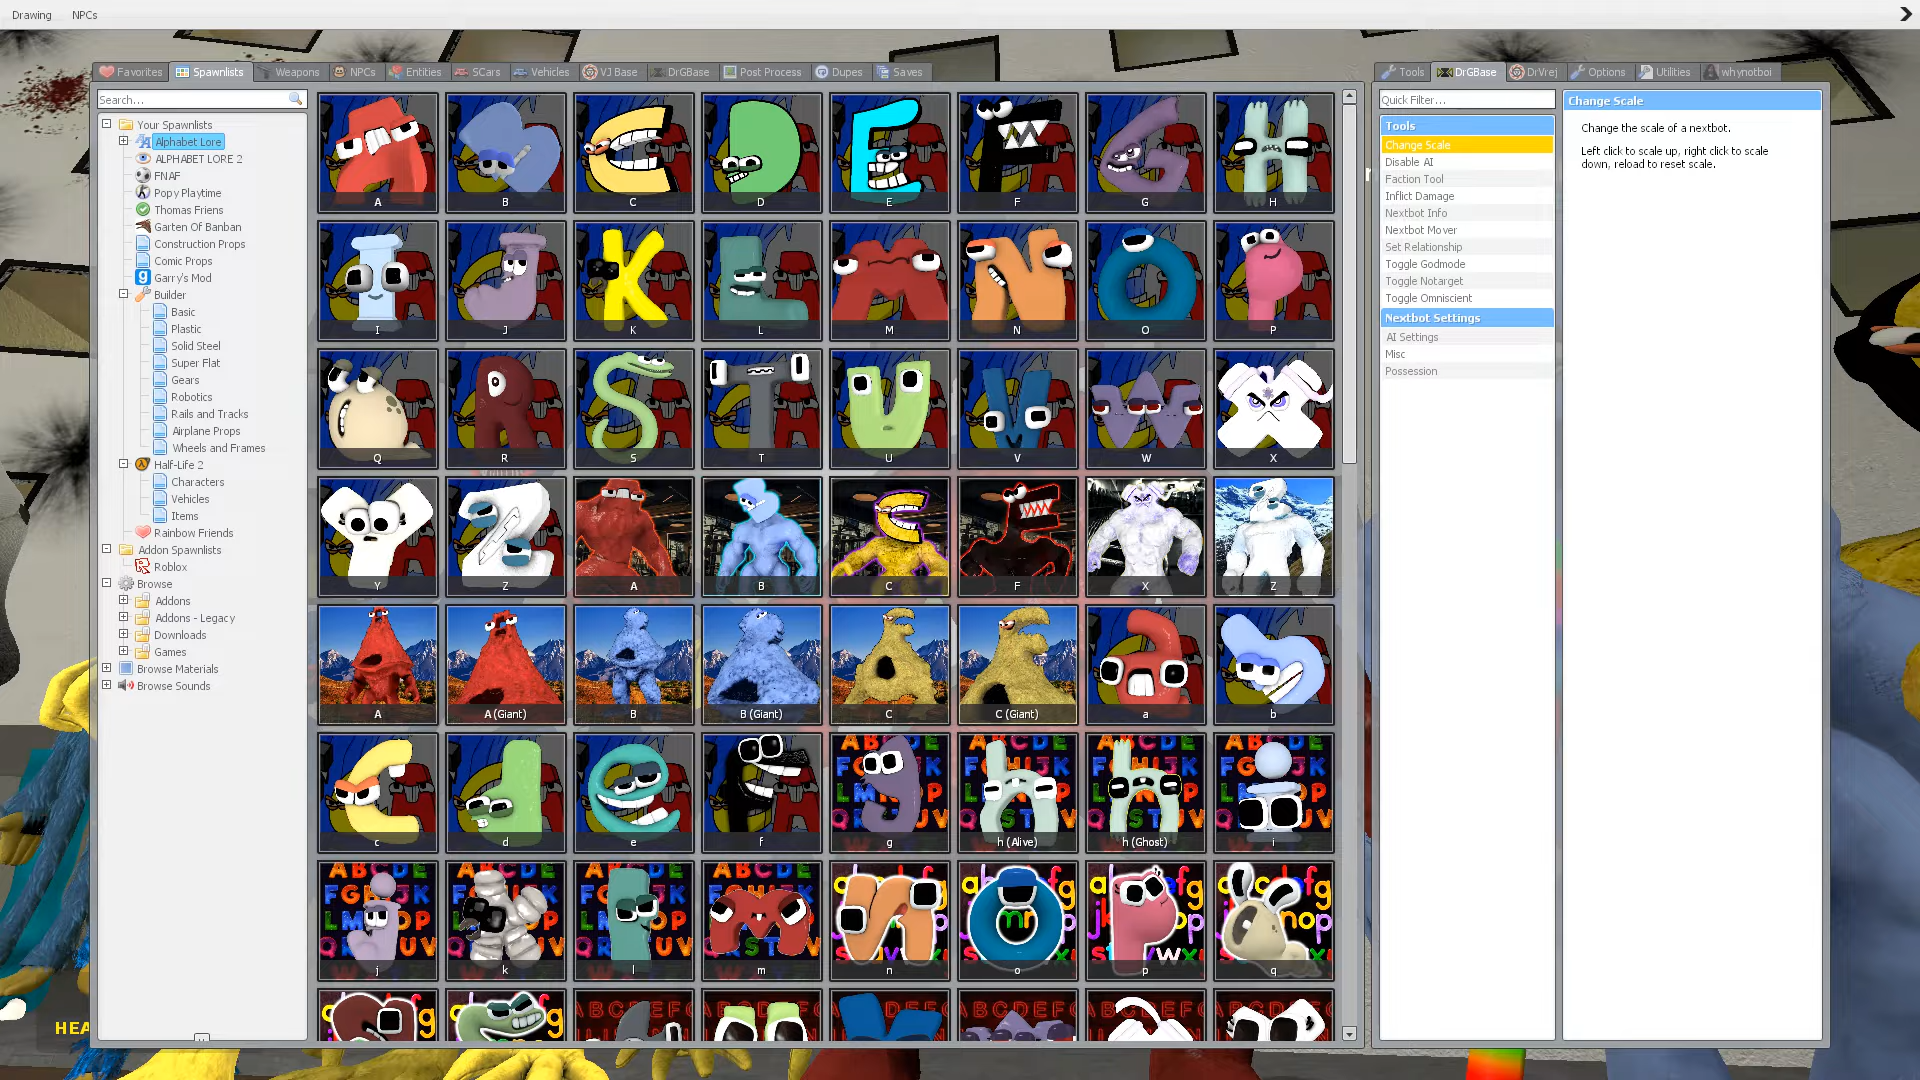 Drawing NPCs
Favorites Spawnlists Weapons NPCs Entities SCars Vehicles VJ Base DrGBase Post Process Dupes Saves
Tools DrGBase DrVrej Options Utilities whynotboi
Search...
Your Spawnlists
Alphabet Lore
ALPHABET LORE 2
FNAF
Popy Playtime
Thomas Friens
Garten Of Banban
Construction Props
Comic Props
Garry's Mod
Builder
Basic
Plastic
Solid Steel
Super Flat
Gears
Robotics
Rails and Tracks
Airplane Props
Wheels and Frames
Half-Life 2
Characters
Vehicles
Items
Rainbow Friends
Addon Spawnlists
Roblox
Browse
Addons
Addons - Legacy
Downloads
Games
Browse Materials
Browse Sounds
A B C D E F G H
I J K L M N O P
Q R S T U V W X
Y Z A B C F X Z
A A (Giant) B B (Giant) C C (Giant) a b
c d e f g h (Alive) h (Ghost) i
j k l m n o p q
Quick Filter...
Tools
Change Scale
Disable AI
Faction Tool
Inflict Damage
Nextbot Info
Nextbot Mover
Set Relationship
Toggle Godmode
Toggle Notarget
Toggle Omniscient
Nextbot Settings
AI Settings
Misc
Possession
Change Scale
Change the scale of a nextbot.
Left click to scale up, right click to scale
down, reload to reset scale.
HEA